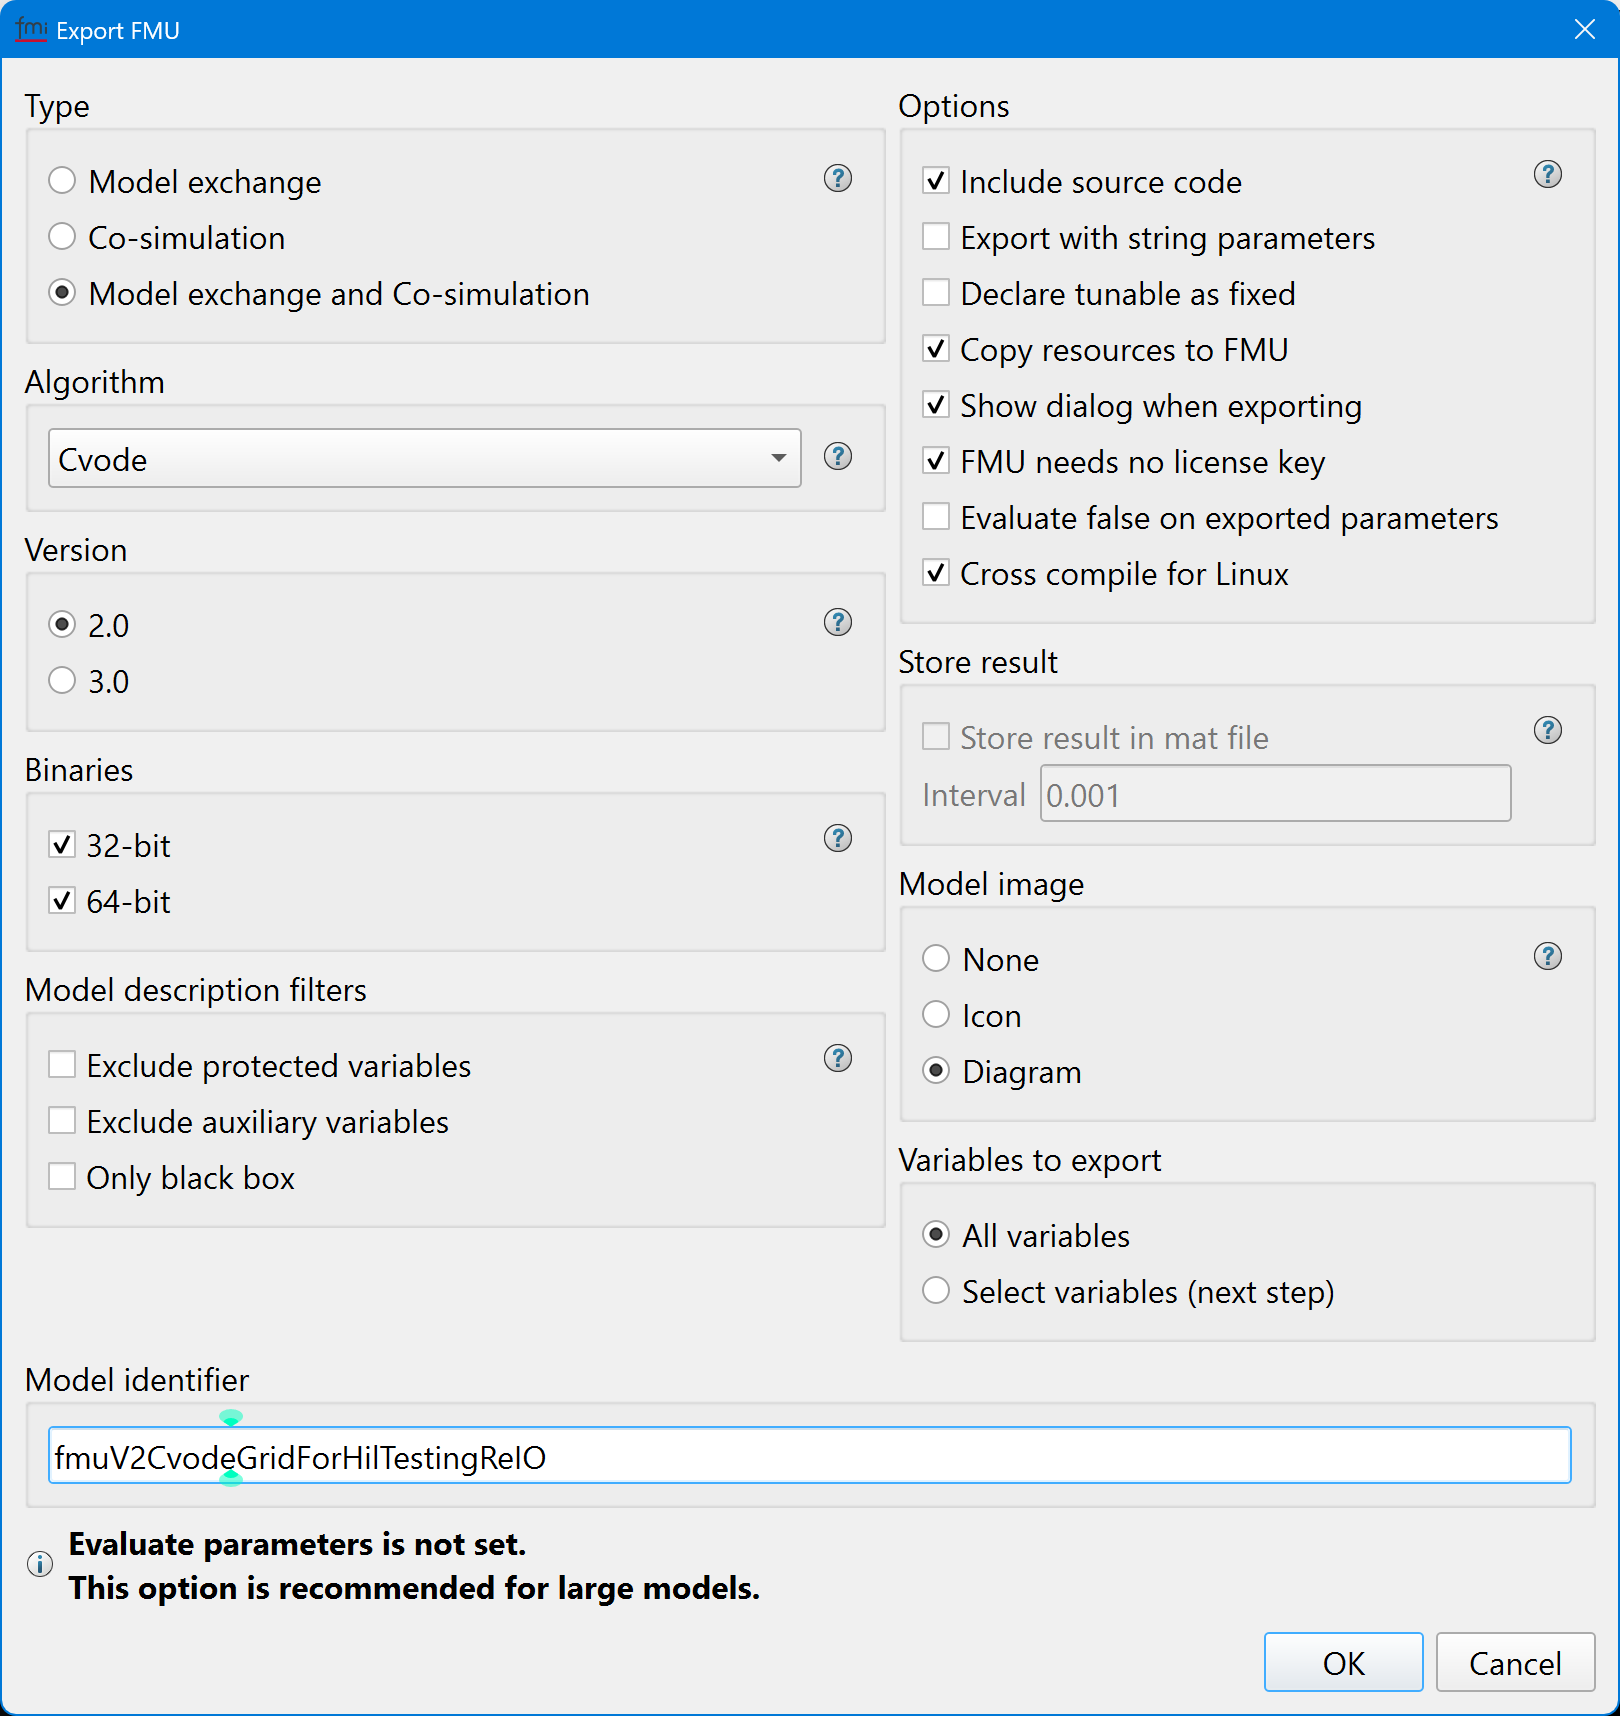 fmi Export FMU
Type
Model exchange
Co-simulation
Model exchange and Co-simulation
Algorithm
Cvode
Version
2.0
3.0
Binaries
32-bit
64-bit
Model description filters
Exclude protected variables
Exclude auxiliary variables
Only black box
Options
Include source code
Export with string parameters
Declare tunable as fixed
Copy resources to FMU
Show dialog when exporting
FMU needs no license key
Evaluate false on exported parameters
Cross compile for Linux
Store result
Store result in mat file
Interval 0.001
Model image
None
Icon
Diagram
Variables to export
All variables
Select variables (next step)
Model identifier
fmuV2CvodeGridForHilTestingReIO
Evaluate parameters is not set.
This option is recommended for large models.
OK Cancel